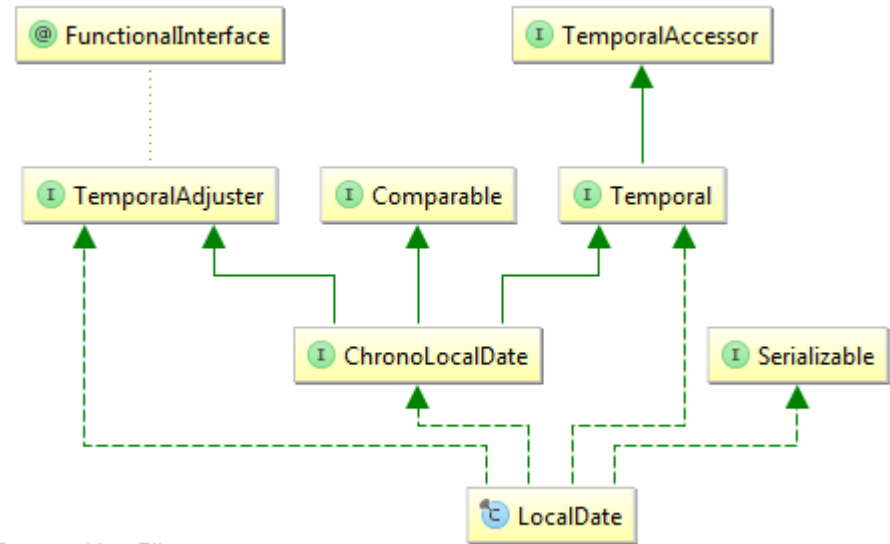 @ FunctionalInterface
I TemporalAccessor
I TemporalAdjuster
I Comparable
I Temporal
I ChronoLocalDate
I Serializable
C LocalDate